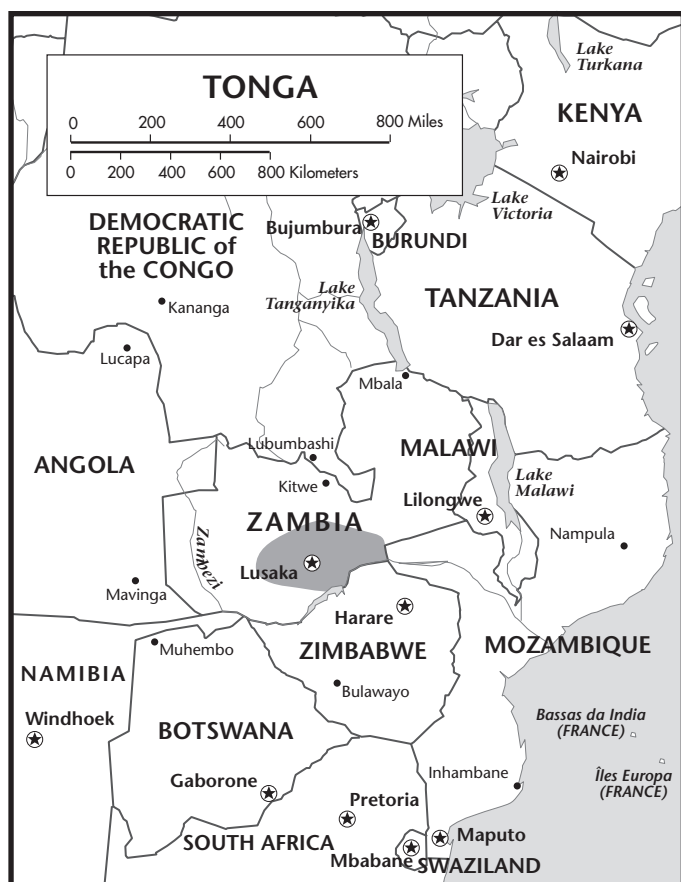 TONGA
0 200 400 600 800 Miles
0 200 400 600 800 Kilometers
Lake
Turkana
KENYA
Nairobi
Lake
Victoria
DEMOCRATIC
REPUBLIC of
the CONGO
Bujumbura
BURUNDI
Lake
Tanganyika
TANZANIA
Kananga
Dar es Salaam
Lucapa
Mbala
Lubumbashi
MALAWI
ANGOLA
Kitwe
Lake
Malawi
Lilongwe
ZAMBIA
Nampula
Zambezi
Lusaka
Mavinga
Harare
Muhembo
ZIMBABWE
MOZAMBIQUE
NAMIBIA
Bulawayo
Windhoek
BOTSWANA
Bassas da India
(FRANCE)
Gaborone
Inhambane
Îles Europa
(FRANCE)
Pretoria
SOUTH AFRICA
Maputo
Mbabane
SWAZILAND